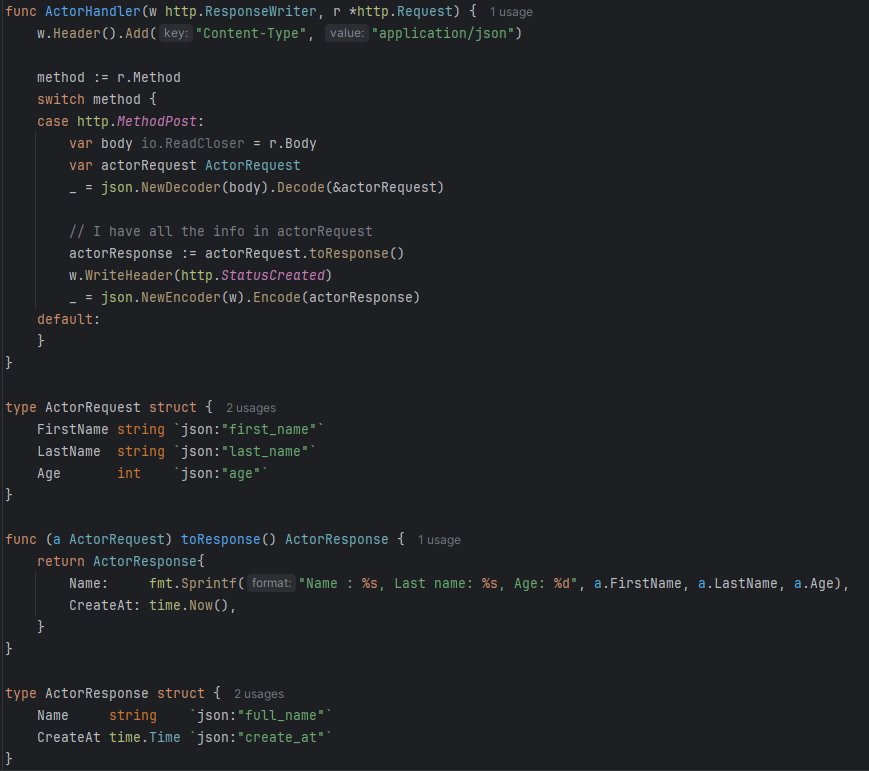 func ActorHandler(w http.ResponseWriter, r *http.Request) { 1 usage
    w.Header().Add( key: "Content-Type", value: "application/json")

    method := r.Method
    switch method {
    case http.MethodPost:
        var body io.ReadCloser = r.Body
        var actorRequest ActorRequest
        _ = json.NewDecoder(body).Decode(&actorRequest)

        // I have all the info in actorRequest
        actorResponse := actorRequest.toResponse()
        w.WriteHeader(http.StatusCreated)
        _ = json.NewEncoder(w).Encode(actorResponse)
    default:
    }
}

type ActorRequest struct { 2 usages
    FirstName string `json:"first_name"`
    LastName  string `json:"last_name"`
    Age       int    `json:"age"`
}

func (a ActorRequest) toResponse() ActorResponse { 1 usage
    return ActorResponse{
        Name:     fmt.Sprintf( format: "Name : %s, Last name: %s, Age: %d", a.FirstName, a.LastName, a.Age),
        CreateAt: time.Now(),
    }
}

type ActorResponse struct { 2 usages
    Name     string    `json:"full_name"`
    CreateAt time.Time `json:"create_at"`
}